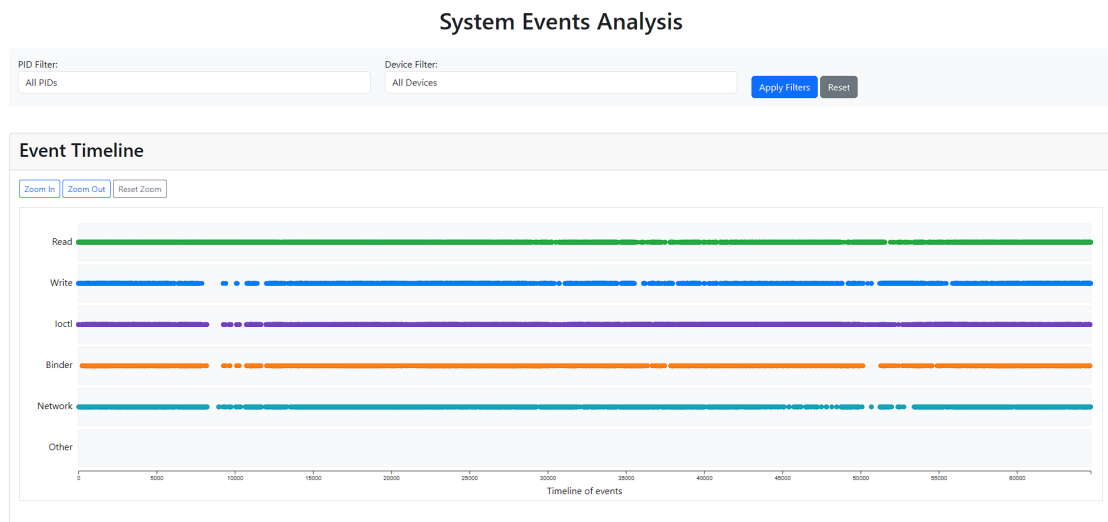 System Events Analysis
PID Filter:
All PIDs
Device Filter:
All Devices
Apply Filters
Reset
Event Timeline
Zoom In
Zoom Out
Reset Zoom
Read
Write
Ioctl
Binder
Network
Other
0 5000 10000 15000 20000 25000 30000 35000 40000 45000 50000 55000 60000
Timeline of events